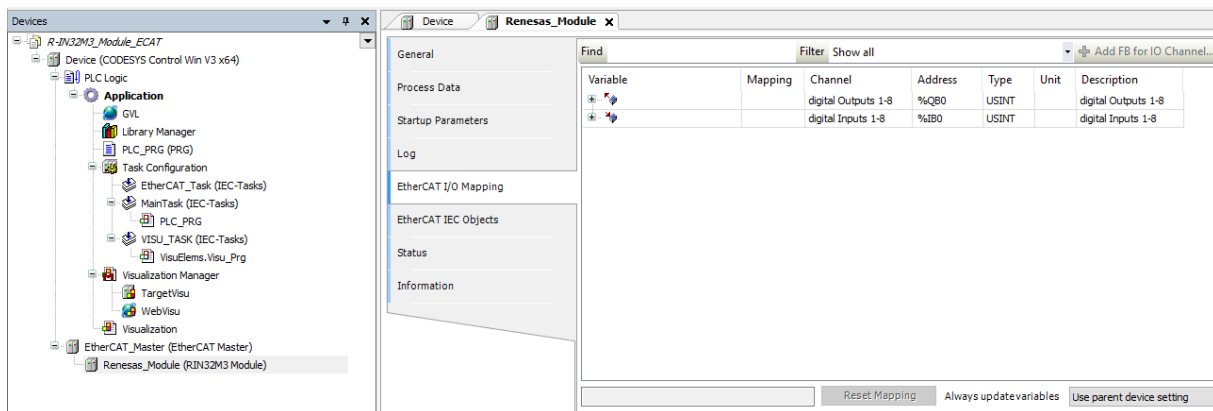 Devices
R-IN32M3_Module_ECAT
Device (CODESYS Control Win V3 x64)
PLC Logic
Application
GVL
Library Manager
PLC_PRG (PRG)
Task Configuration
EtherCAT_Task (IEC-Tasks)
MainTask (IEC-Tasks)
PLC_PRG
VISU_TASK (IEC-Tasks)
VisuElems.Visu_Prg
Visualization Manager
TargetVisu
WebVisu
Visualization
EtherCAT_Master (EtherCAT Master)
Renesas_Module (RIN32M3 Module)
Device Renesas_Module
General
Process Data
Startup Parameters
Log
EtherCAT I/O Mapping
EtherCAT IEC Objects
Status
Information
Find Filter Show all Add FB for IO Channel...
Variable Mapping Channel Address Type Unit Description
digital Outputs 1-8 %QB0 USINT digital Outputs 1-8
digital Inputs 1-8 %IB0 USINT digital Inputs 1-8
Reset Mapping Always update variables Use parent device setting